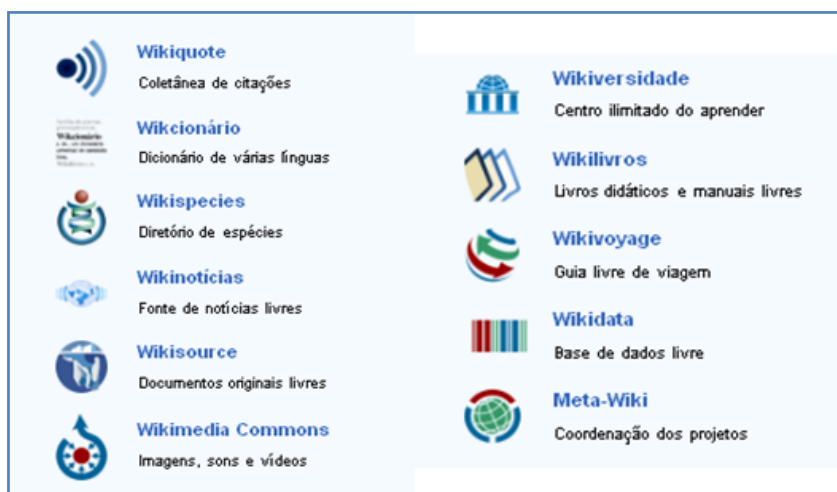 Wikiquote
Coletânea de citações
Wikcionário
Dicionário de várias línguas
Wikispecies
Diretório de espécies
Wikinotícias
Fonte de notícias livres
Wikisource
Documentos originais livres
Wikimedia Commons
Imagens, sons e vídeos
Wikiversidade
Centro ilimitado do aprender
Wikilivros
Livros didáticos e manuais livres
Wikivoyage
Guia livre de viagem
Wikidata
Base de dados livre
Meta-Wiki
Coordenação dos projetos